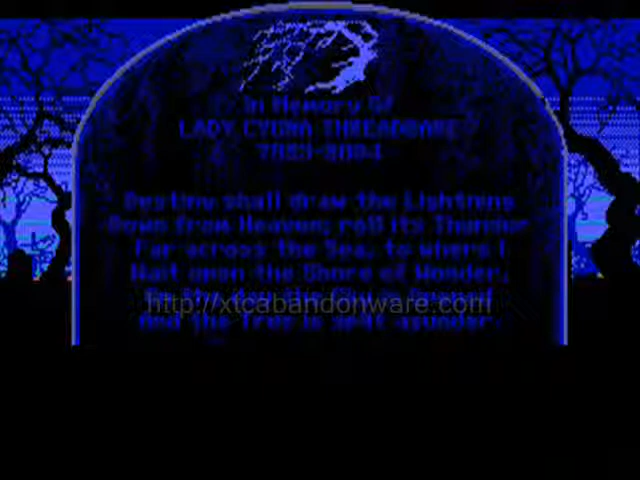 In Memory Of
LADY CYGNA THREADBARE
Destiny shall draw the Lightning
Down from Heaven; roll its Thunder
Far across the Sea, to where I
Wait upon the Shore of Wonder.
http://xtcabandonware.com
And the Tree is split asunder.